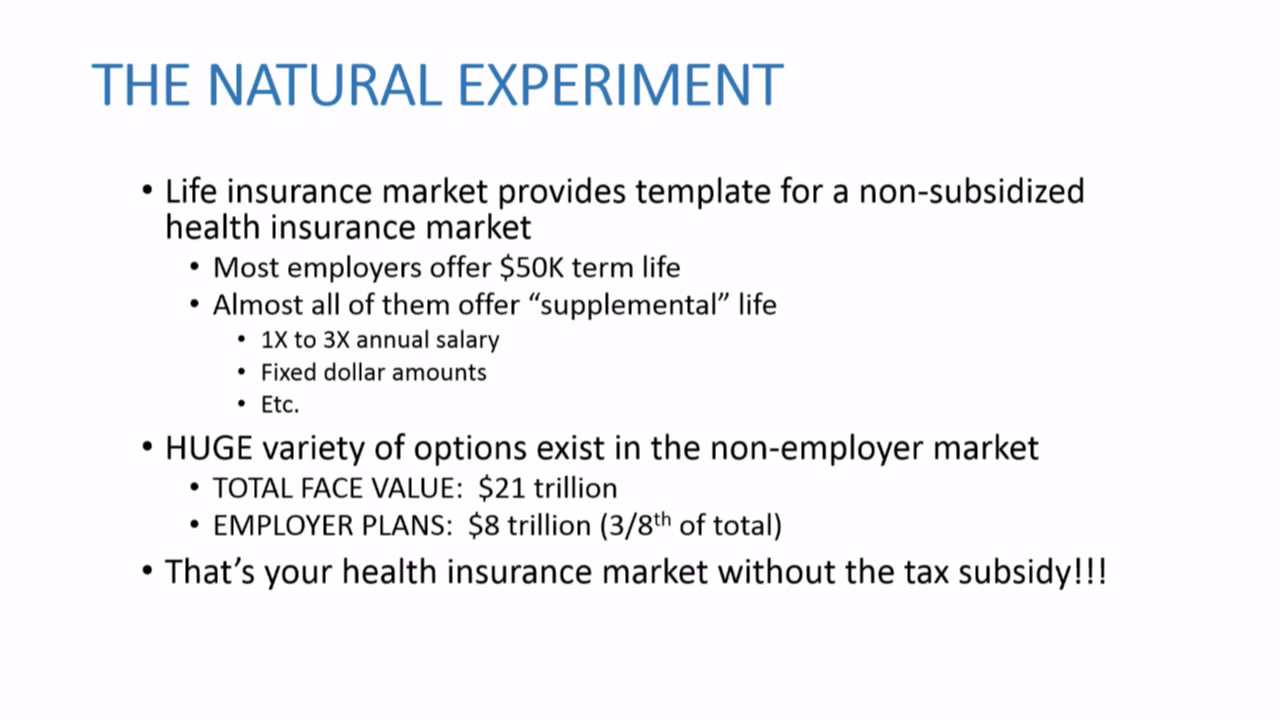 THE NATURAL EXPERIMENT
• Life insurance market provides template for a non-subsidized
health insurance market
• Most employers offer $50K term life
• Almost all of them offer “supplemental” life
• 1X to 3X annual salary
• Fixed dollar amounts
• Etc.
• HUGE variety of options exist in the non-employer market
• TOTAL FACE VALUE: $21 trillion
• EMPLOYER PLANS: $8 trillion (3/8th of total)
• That’s your health insurance market without the tax subsidy!!!